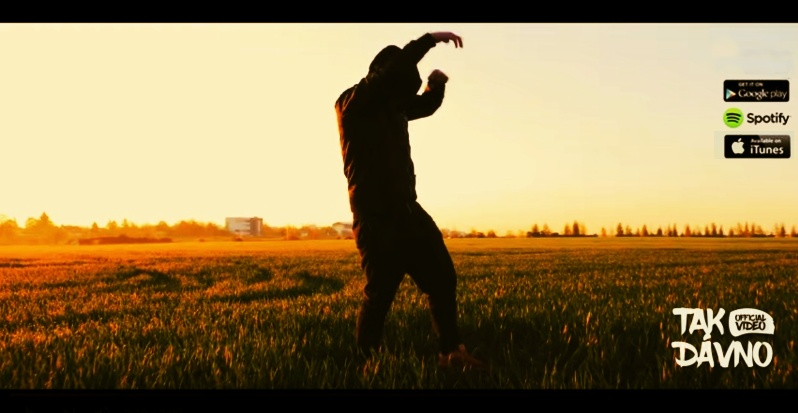 GET IT ON
Google play
Spotify
Available on
iTunes
TAK
OFFICIAL
VIDEO
DÁVNO